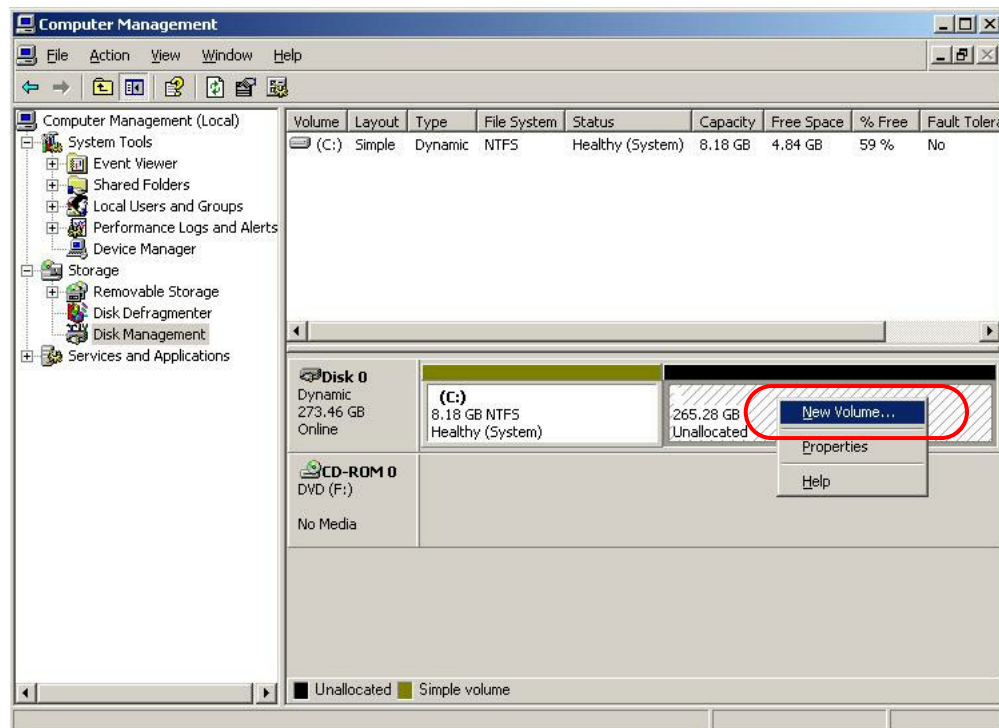 Computer Management
File Action View Window Help
Computer Management (Local)
System Tools
Event Viewer
Shared Folders
Local Users and Groups
Performance Logs and Alerts
Device Manager
Storage
Removable Storage
Disk Defragmenter
Disk Management
Services and Applications
Volume Layout Type File System Status Capacity Free Space % Free Fault Tolera
(C:) Simple Dynamic NTFS Healthy (System) 8.18 GB 4.84 GB 59 % No
Disk 0
Dynamic
273.46 GB
Online
(C:)
8.18 GB NTFS
Healthy (System)
265.28 GB
Unallocated
New Volume...
Properties
Help
CD-ROM 0
DVD (F:)
No Media
Unallocated Simple volume